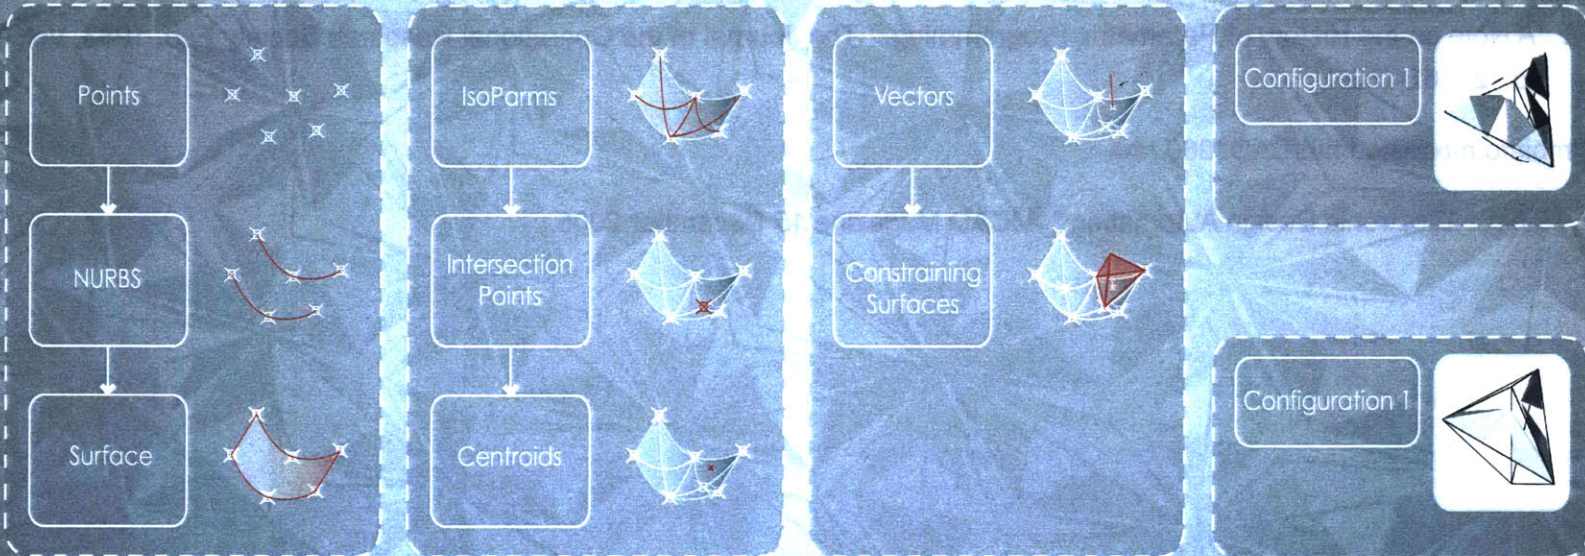 Points
NURBS
Surface
IsoParms
Intersection
Points
Centroids
Vectors
Constraining
Surfaces
Configuration 1
Configuration 1